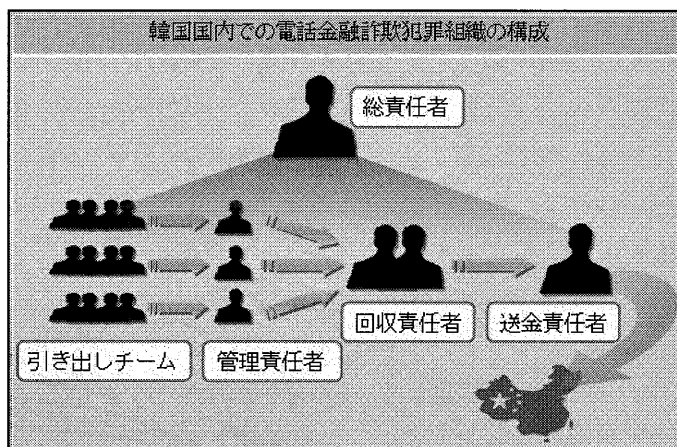 韓国国内での電話金融詐欺犯罪組織の構成
総責任者
回収責任者
送金責任者
引き出しチーム
管理責任者